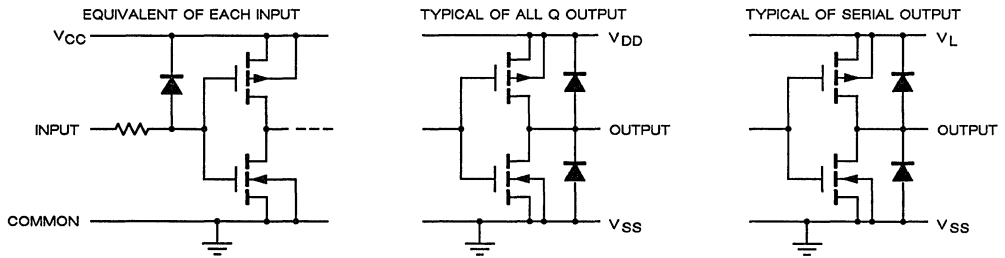 EQUIVALENT OF EACH INPUT
VCC
INPUT
COMMON
TYPICAL OF ALL Q OUTPUT
VDD
OUTPUT
VSS
TYPICAL OF SERIAL OUTPUT
VL
OUTPUT
VSS